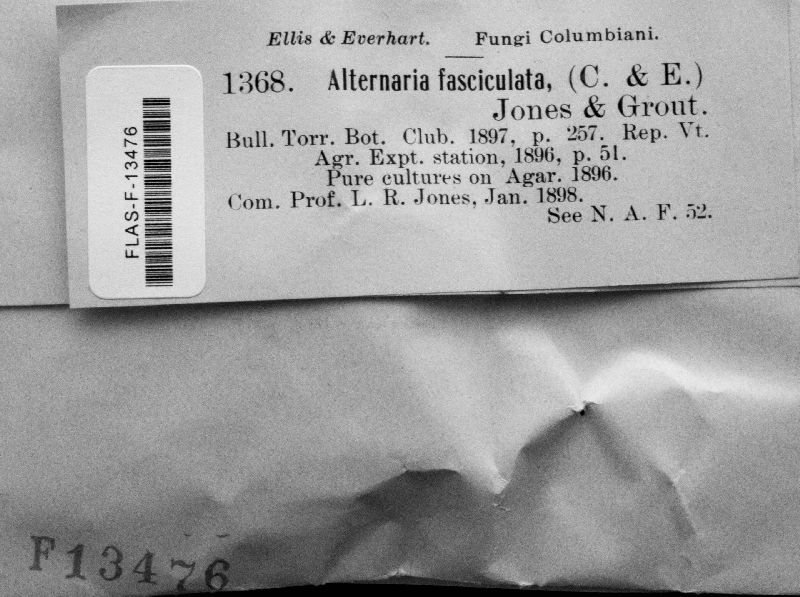 Ellis & Everhart. Fungi Columbiani.
1368. Alternaria fasciculata, (C. & E.)
Jones & Grout.
Bull. Torr. Bot. Club. 1897, p. 257. Rep. Vt.
Agr. Expt. station, 1896, p. 51.
Pure cultures on Agar. 1896.
Com. Prof. L. R. Jones, Jan. 1898.
See N. A. F. 52.
FLAS-F-13476
F13476